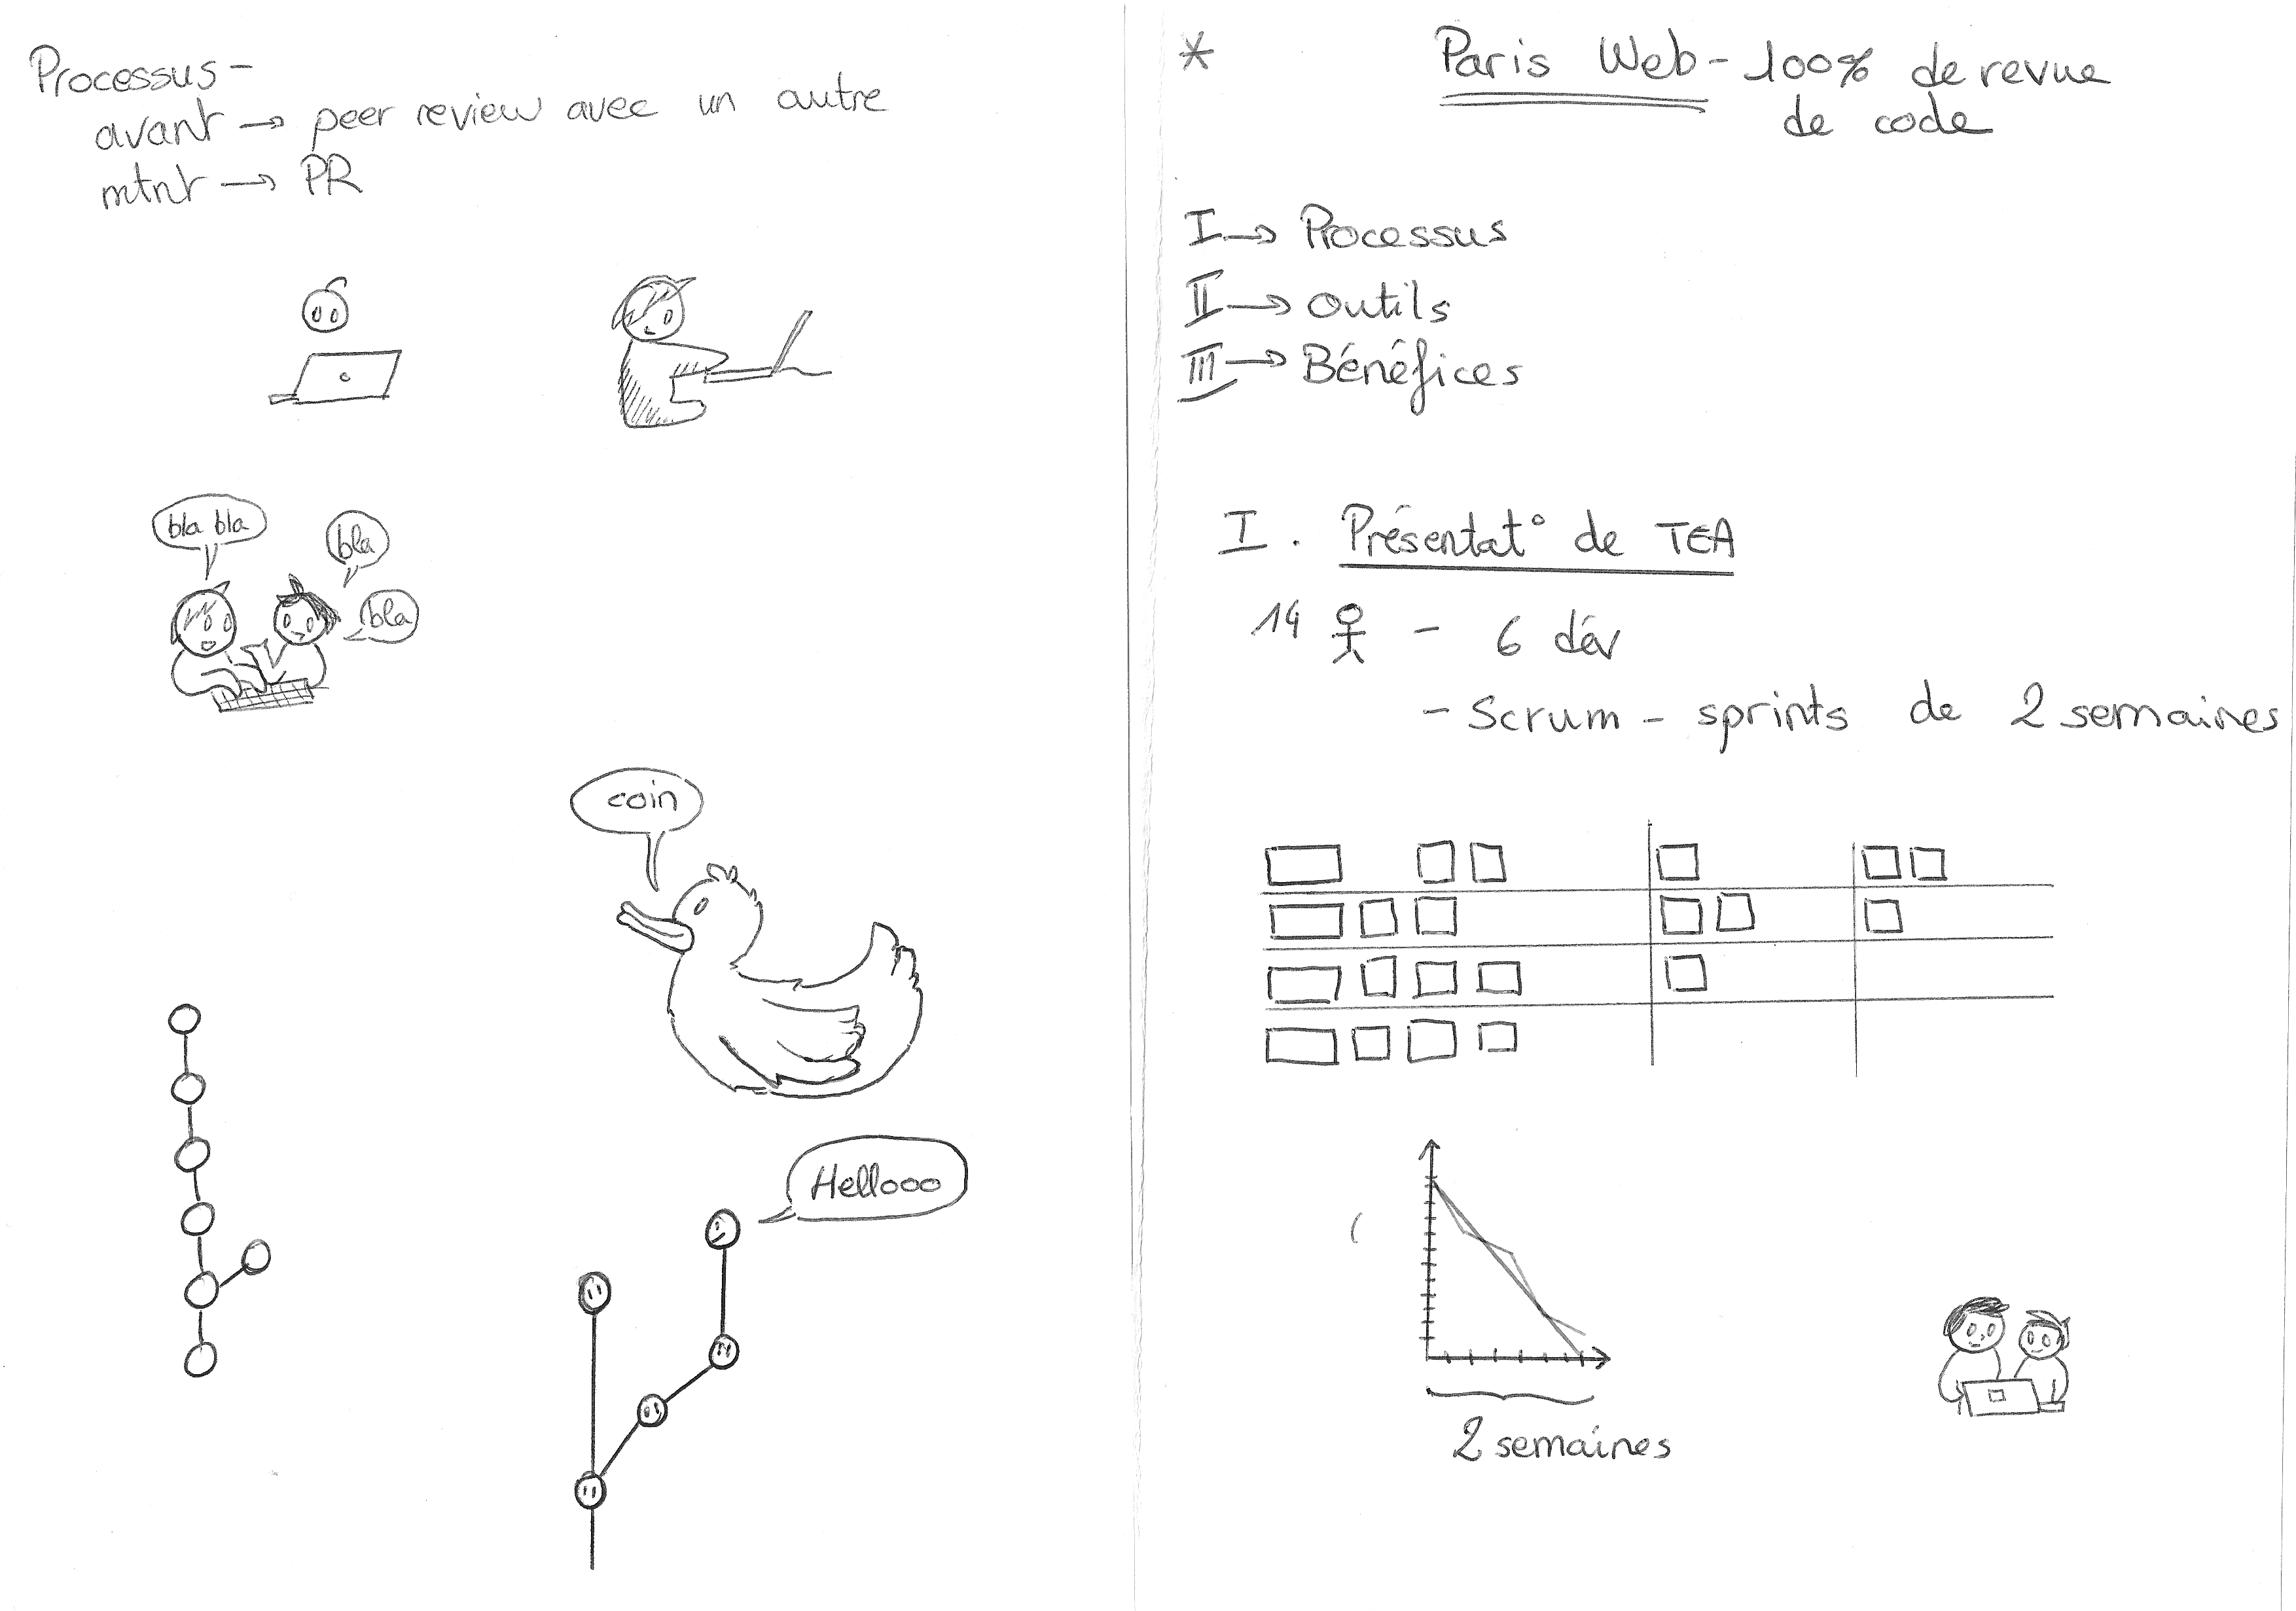 Processus -
avant → peer review avec un autre
mtnt → PR
bla bla
bla
bla
coin
Hellooo
* Paris Web - 100% de revue
de code
I → Processus
II → Outils
III → Bénéfices
I. Présentat° de TEA
14 - 6 dév
- Scrum - sprints de 2 semaines
2 semaines